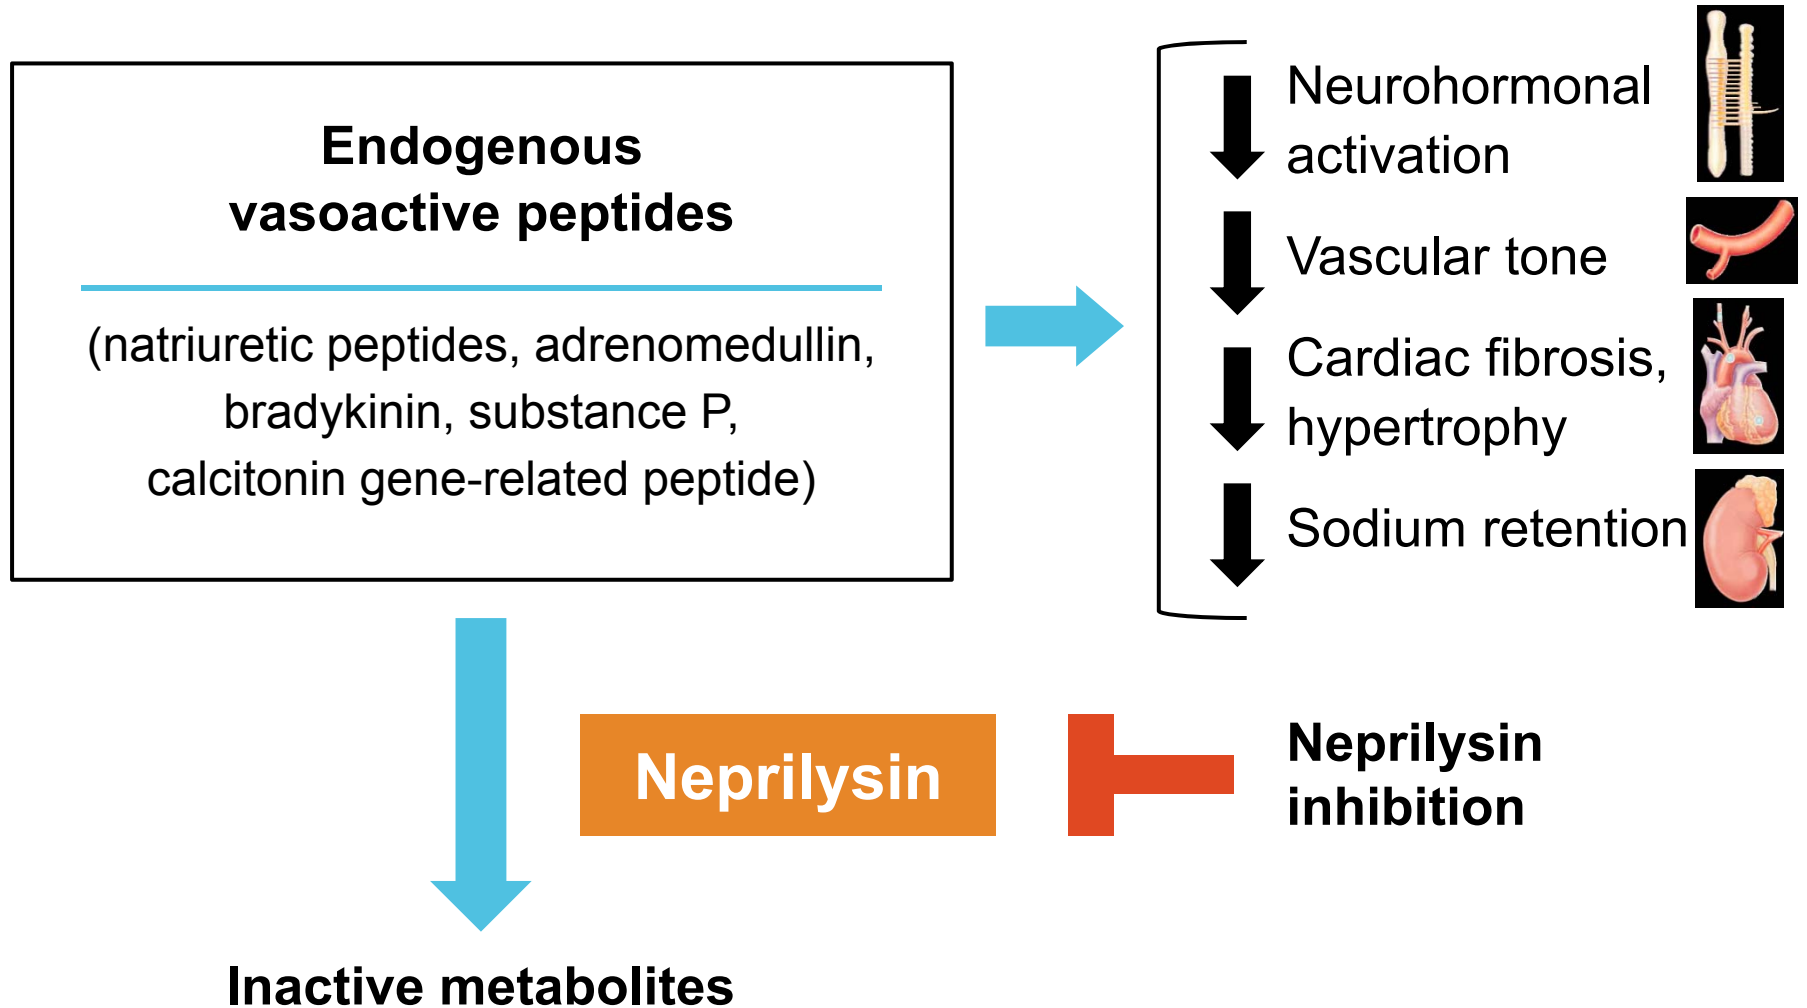 Endogenous
vasoactive peptides
(natriuretic peptides, adrenomedullin,
bradykinin, substance P,
calcitonin gene-related peptide)
Neurohormonal
activation
Vascular tone
Cardiac fibrosis,
hypertrophy
Sodium retention
Neprilysin
Neprilysin
inhibition
Inactive metabolites